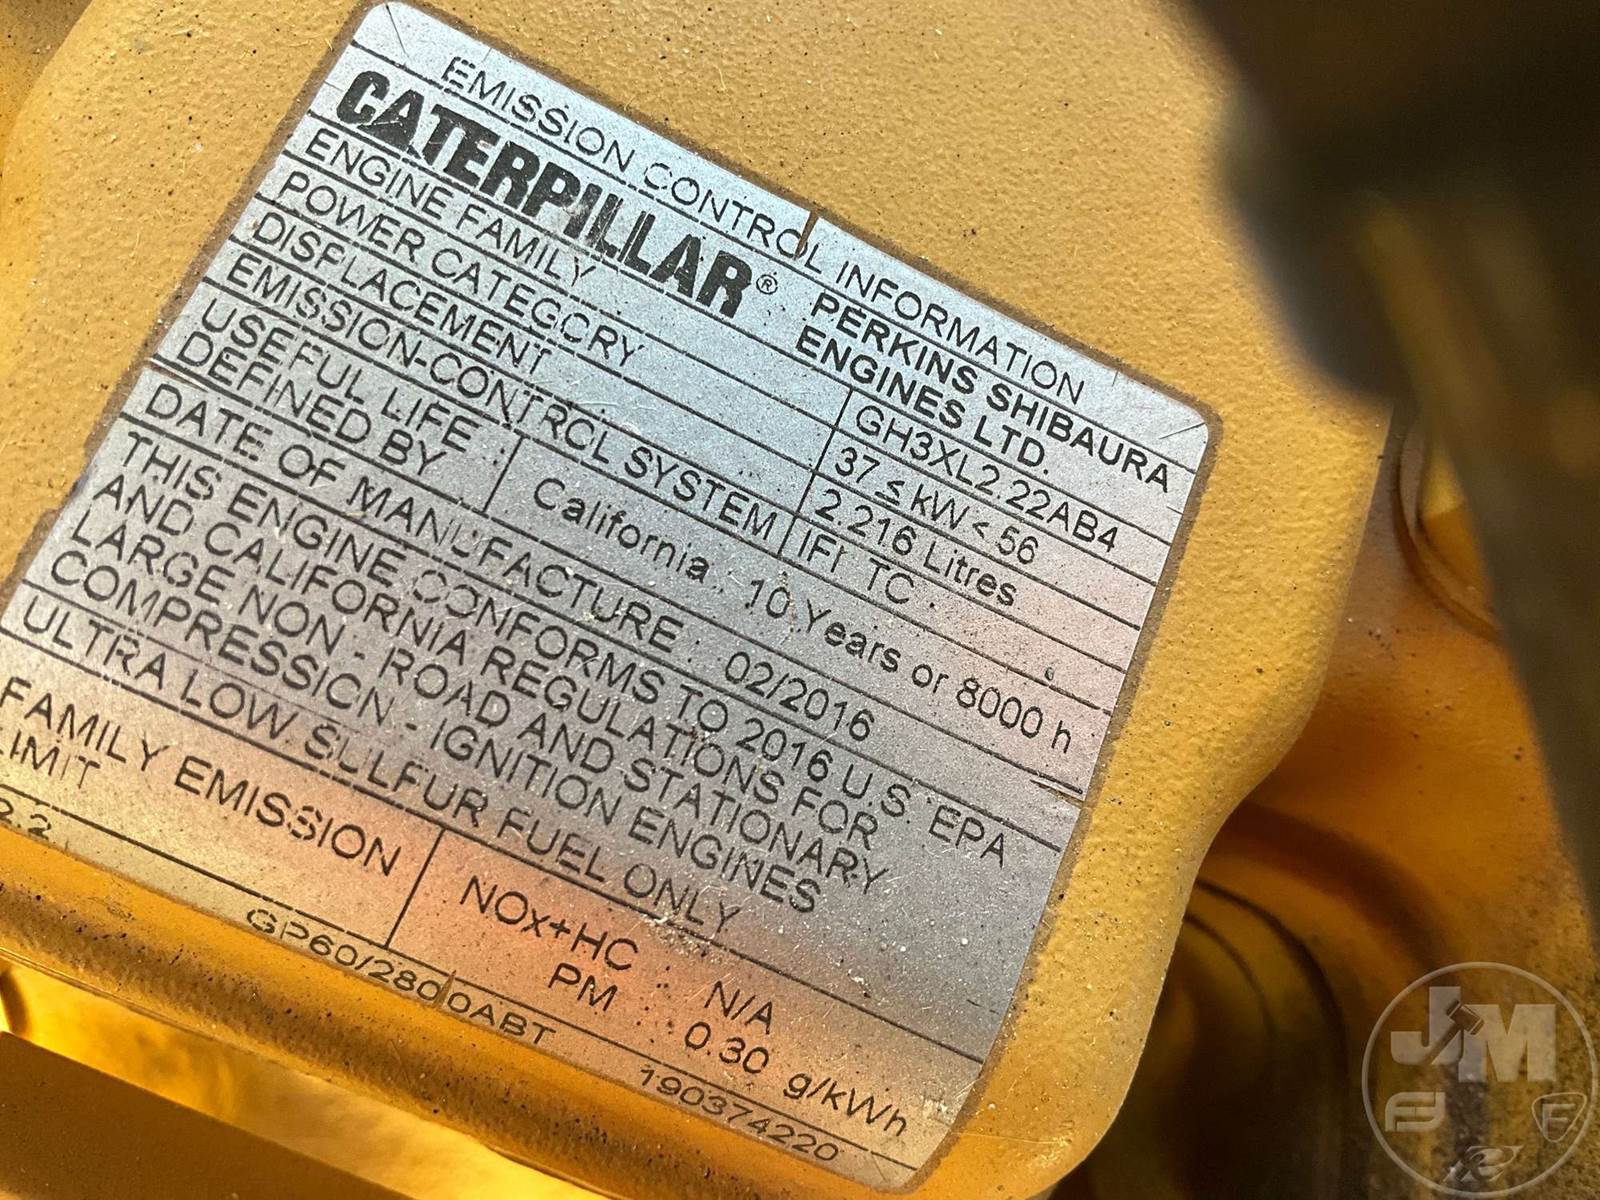 EMISSION CONTROL INFORMATION
CATERPILLAR® PERKINS SHIBAURA
ENGINES LTD.
ENGINE FAMILY GH3XL2.22AB4
POWER CATEGORY 37 ≤ kW < 56
DISPLACEMENT 2.216 Litres
EMISSION-CONTROL SYSTEM IFI TC
USEFUL LIFE : California : 10 Years or 8000 h
DEFINED BY
DATE OF MANUFACTURE : 02/2016
THIS ENGINE CONFORMS TO 2016 U.S. EPA
AND CALIFORNIA REGULATIONS FOR
LARGE NON - ROAD AND STATIONARY
COMPRESSION - IGNITION ENGINES
ULTRA LOW SULFUR FUEL ONLY
FAMILY EMISSION NOx+HC : N/A
LIMIT PM : 0.30 g/kWh
2.2 GP60/2800ABT 190374220
JM